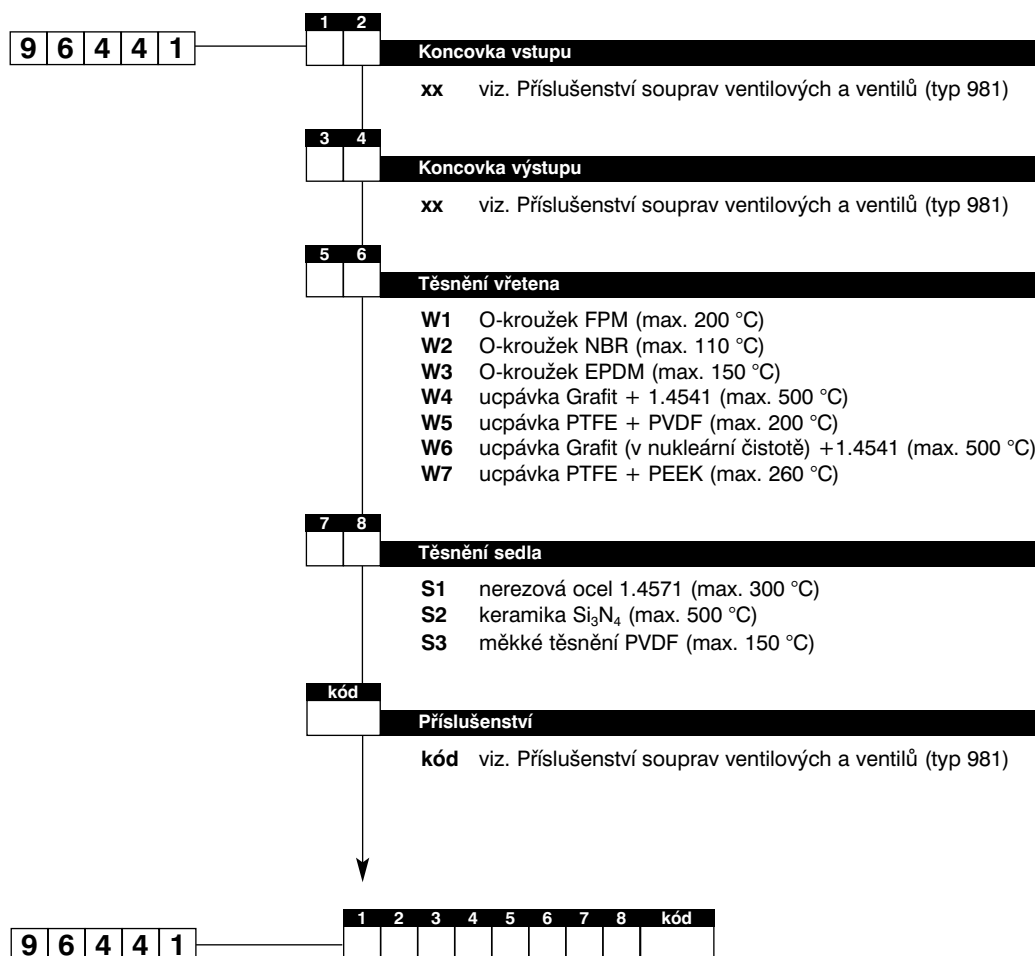 1 2
9 6 4 4 1
Koncovka vstupu
xx viz. Příslušenství souprav ventilových a ventilů (typ 981)
3 4
Koncovka výstupu
xx viz. Příslušenství souprav ventilových a ventilů (typ 981)
5 6
Těsnění vřetena
W1 O-kroužek FPM (max. 200 °C)
W2 O-kroužek NBR (max. 110 °C)
W3 O-kroužek EPDM (max. 150 °C)
W4 ucpávka Grafit + 1.4541 (max. 500 °C)
W5 ucpávka PTFE + PVDF (max. 200 °C)
W6 ucpávka Grafit (v nukleární čistotě) +1.4541 (max. 500 °C)
W7 ucpávka PTFE + PEEK (max. 260 °C)
7 8
Těsnění sedla
S1 nerezová ocel 1.4571 (max. 300 °C)
S2 keramika Si₃N₄ (max. 500 °C)
S3 měkké těsnění PVDF (max. 150 °C)
kód
Příslušenství
kód viz. Příslušenství souprav ventilových a ventilů (typ 981)
1 2 3 4 5 6 7 8 kód
9 6 4 4 1